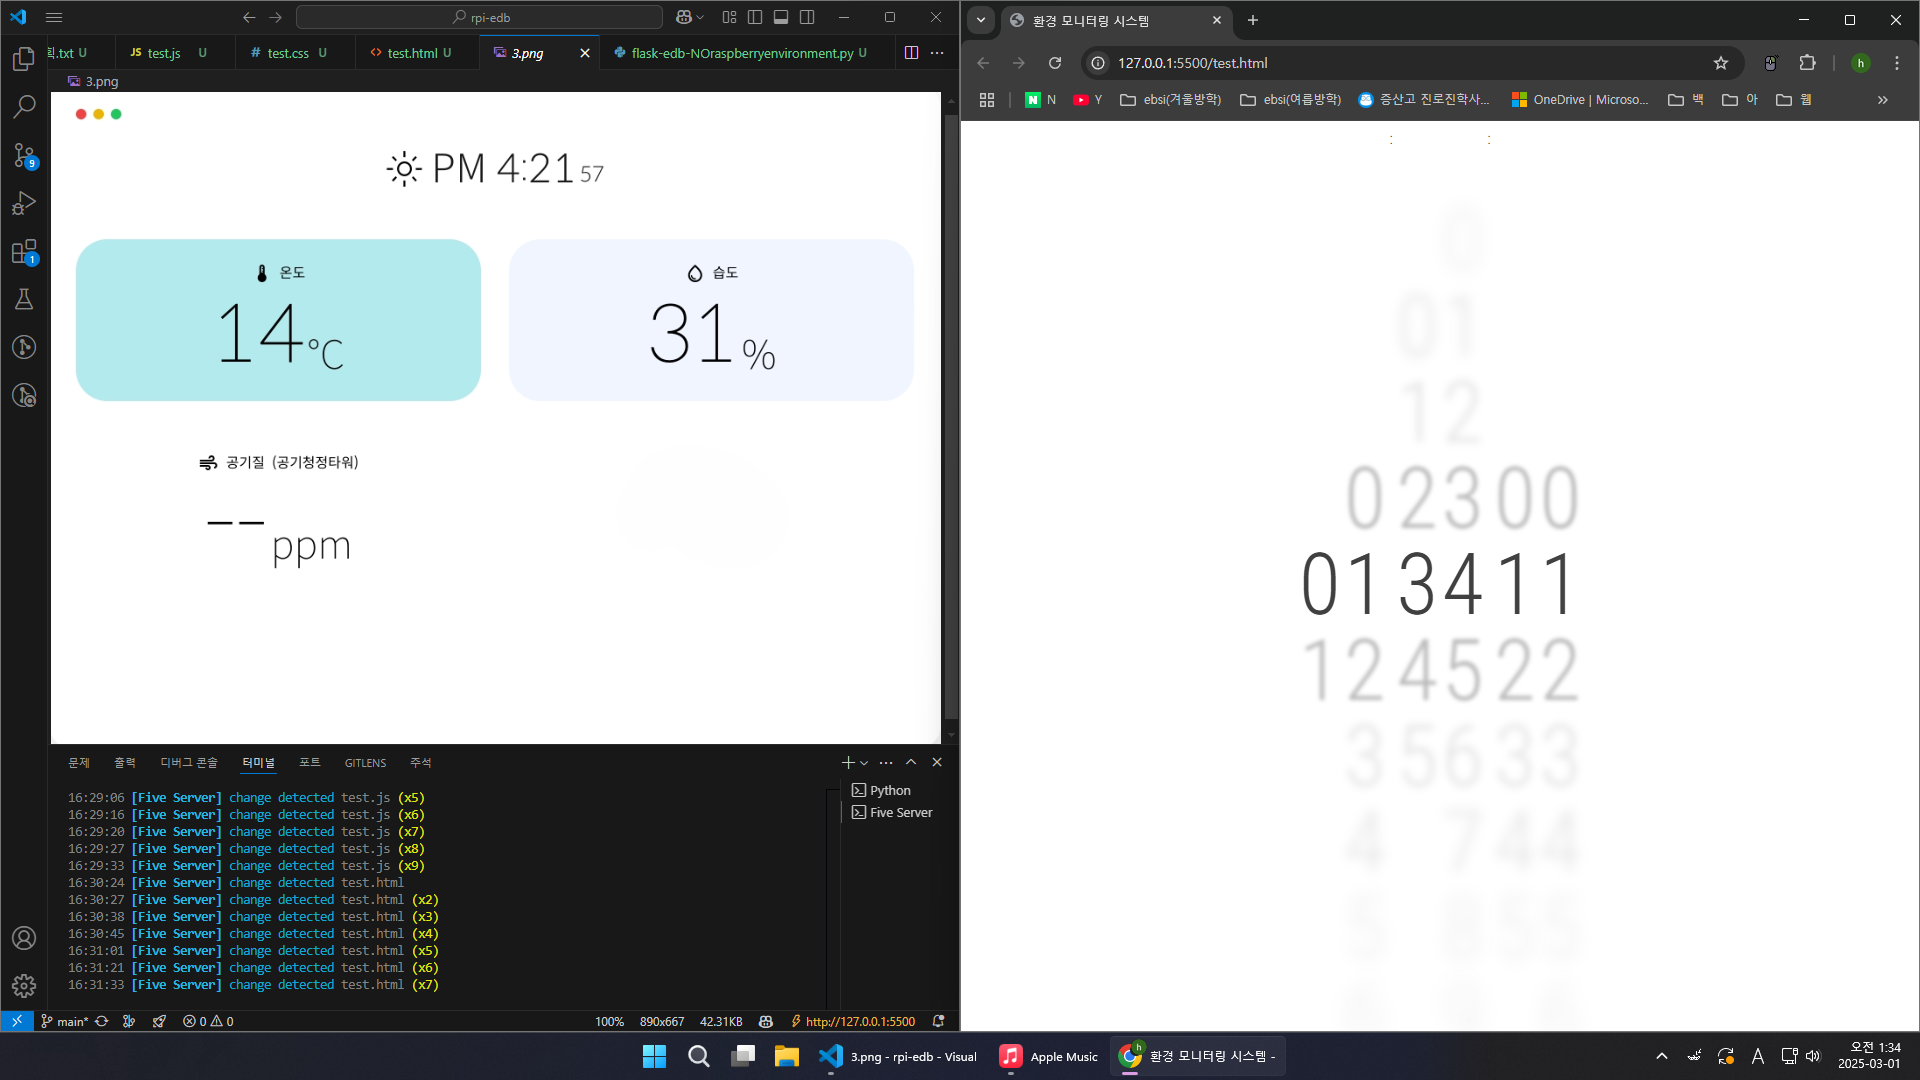 rpi-edb
.txt U
JS test.js U
# test.css U
<> test.html U
3.png
flask-edb-NOraspberryenvironment.py U
3.png
PM 4:21 57
온도
14°C
습도
31%
공기질 (공기청정타워)
-- ppm
문제 출력 디버그 콘솔 터미널 포트 GITLENS 주석
16:29:06 [Five Server] change detected test.js (x5)
16:29:16 [Five Server] change detected test.js (x6)
16:29:20 [Five Server] change detected test.js (x7)
16:29:27 [Five Server] change detected test.js (x8)
16:29:33 [Five Server] change detected test.js (x9)
16:30:24 [Five Server] change detected test.html
16:30:27 [Five Server] change detected test.html (x2)
16:30:38 [Five Server] change detected test.html (x3)
16:30:45 [Five Server] change detected test.html (x4)
16:31:01 [Five Server] change detected test.html (x5)
16:31:21 [Five Server] change detected test.html (x6)
16:31:33 [Five Server] change detected test.html (x7)
Python
Five Server
9
1
main* 0 0 100% 890x667 42.31KB http://127.0.0.1:5500
환경 모니터링 시스템
127.0.0.1:5500/test.html
h
N N Y ebsi(겨울방학) ebsi(여름방학) 증산고 진로진학사... OneDrive | Microso... 백 아 웹
: :
0
01
12
02300
013411
124522
35633
4 744
5 855
3.png - rpi-edb - Visual
Apple Music
h
환경 모니터링 시스템 -
A
오전 1:34
2025-03-01